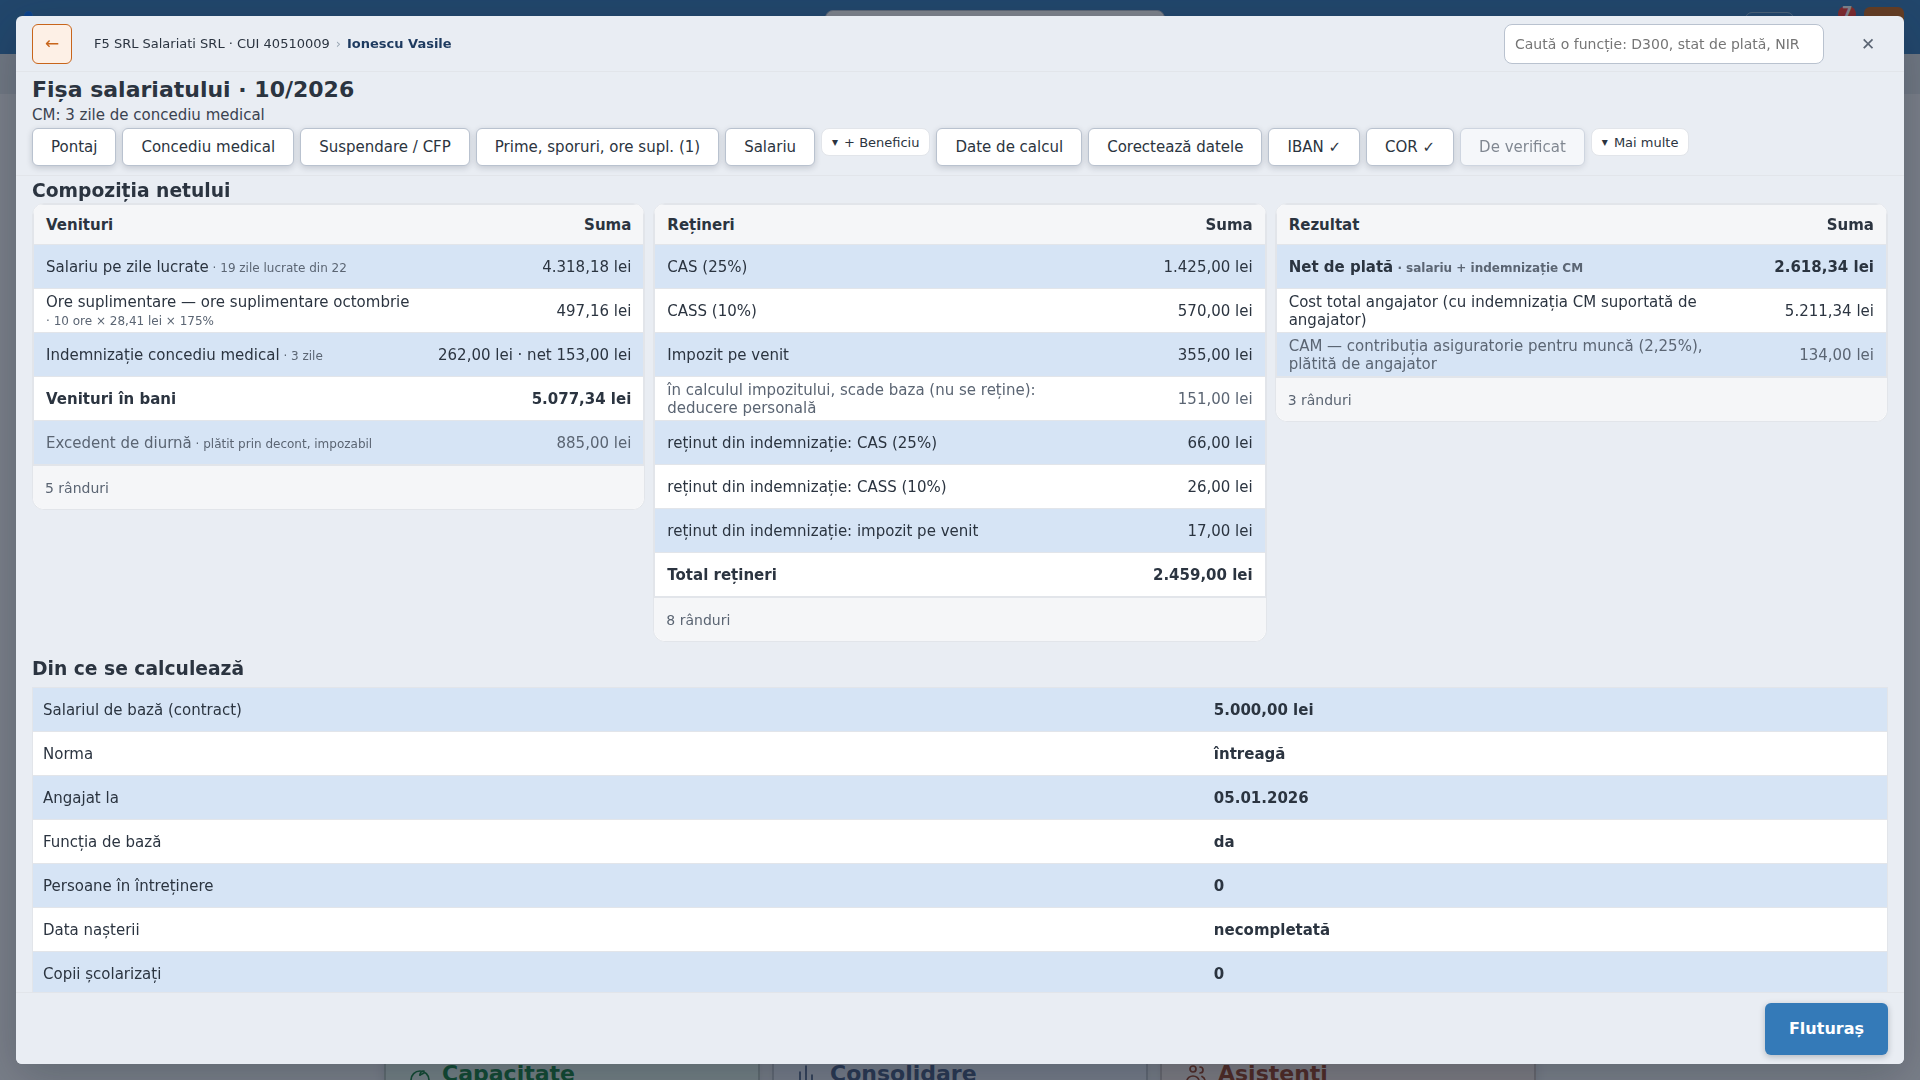 7
←
F5 SRL Salariati SRL · CUI 40510009 › Ionescu Vasile
Caută o funcție: D300, stat de plată, NIR
✕
Fișa salariatului · 10/2026
CM: 3 zile de concediu medical
Pontaj
Concediu medical
Suspendare / CFP
Prime, sporuri, ore supl. (1)
Salariu
▾ + Beneficiu
Date de calcul
Corectează datele
IBAN ✓
COR ✓
De verificat
▾ Mai multe
Compoziția netului
Venituri Suma
Salariu pe zile lucrate · 19 zile lucrate din 22 4.318,18 lei
Ore suplimentare — ore suplimentare octombrie
· 10 ore × 28,41 lei × 175% 497,16 lei
Indemnizație concediu medical · 3 zile 262,00 lei · net 153,00 lei
Venituri în bani 5.077,34 lei
Excedent de diurnă · plătit prin decont, impozabil 885,00 lei
5 rânduri
Rețineri Suma
CAS (25%) 1.425,00 lei
CASS (10%) 570,00 lei
Impozit pe venit 355,00 lei
în calculul impozitului, scade baza (nu se reține):
deducere personală 151,00 lei
reținut din indemnizație: CAS (25%) 66,00 lei
reținut din indemnizație: CASS (10%) 26,00 lei
reținut din indemnizație: impozit pe venit 17,00 lei
Total rețineri 2.459,00 lei
8 rânduri
Rezultat Suma
Net de plată · salariu + indemnizație CM 2.618,34 lei
Cost total angajator (cu indemnizația CM suportată de
angajator) 5.211,34 lei
CAM — contribuția asiguratorie pentru muncă (2,25%),
plătită de angajator 134,00 lei
3 rânduri
Din ce se calculează
Salariul de bază (contract) 5.000,00 lei
Norma întreagă
Angajat la 05.01.2026
Funcția de bază da
Persoane în întreținere 0
Data nașterii necompletată
Copii școlarizați 0
Fluturaș
Capacitate
Consolidare
Asistenti